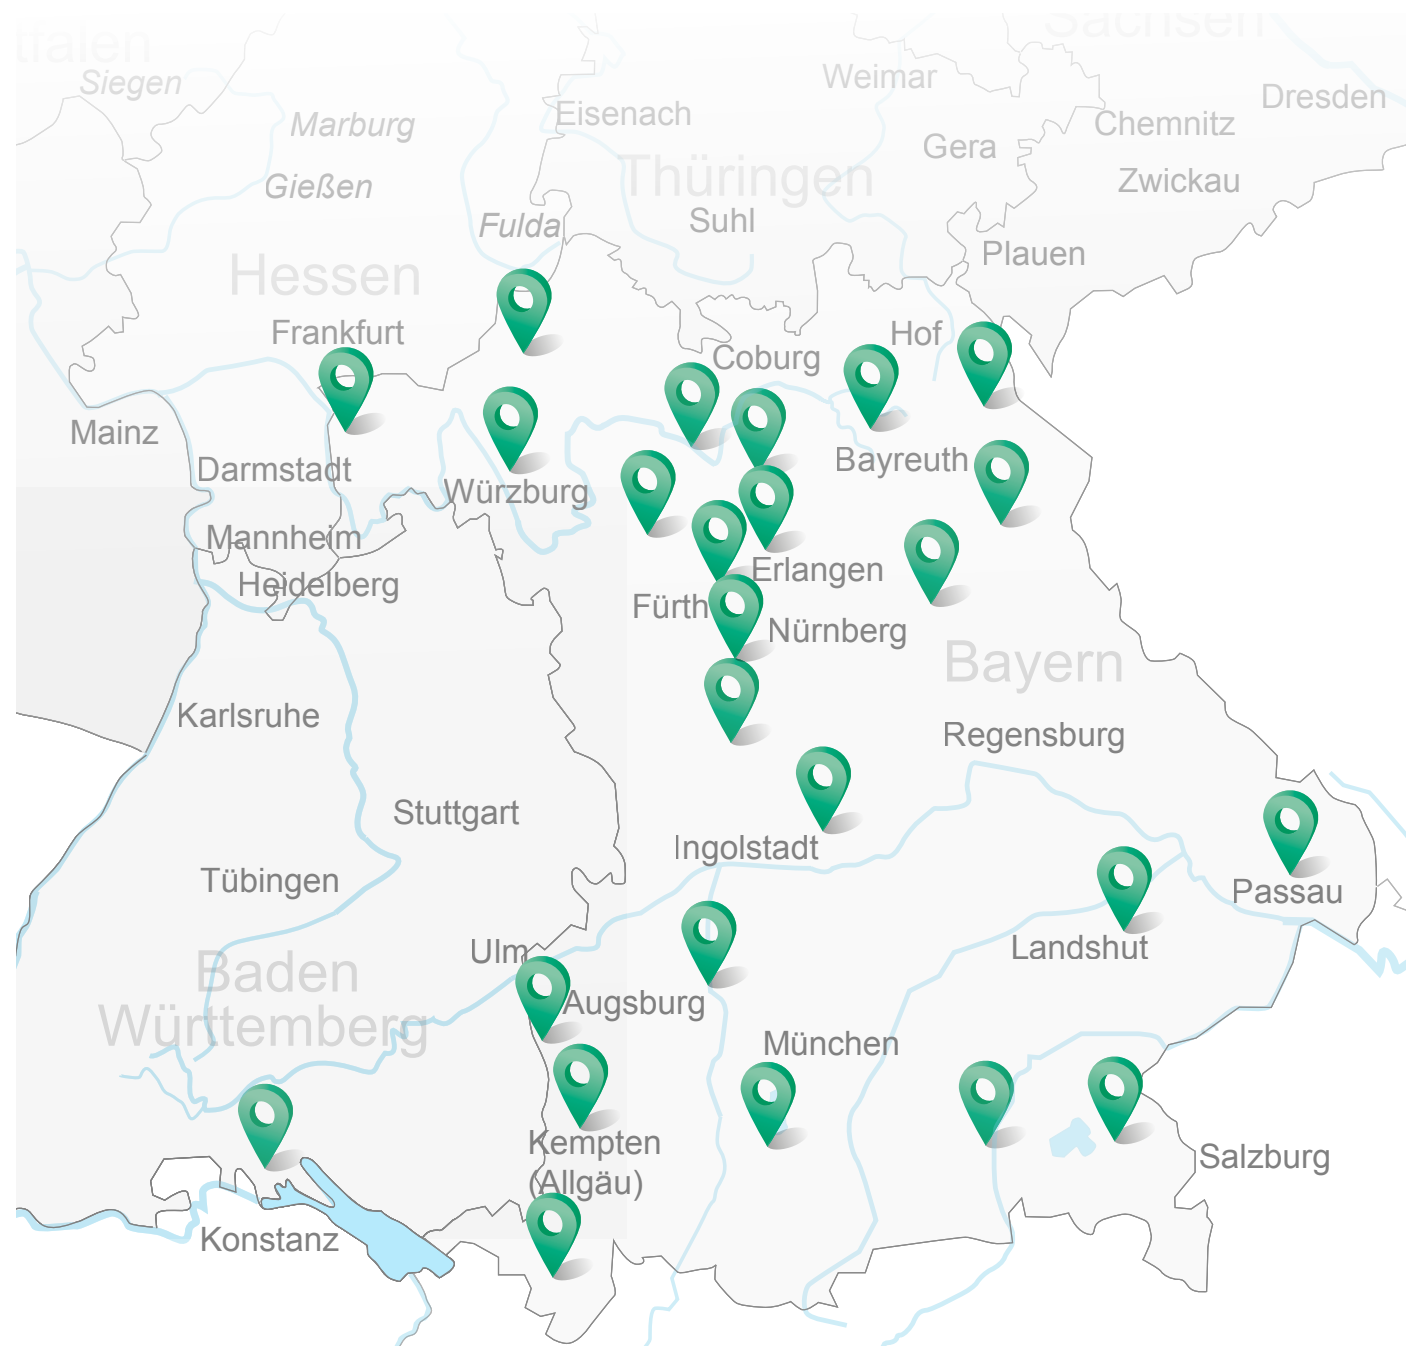 tfalen
Sachsen
Siegen
Weimar
Dresden
Eisenach
Marburg
Chemnitz
Gera
Thüringen
Zwickau
Gießen
Suhl
Fulda
Plauen
Hessen
Frankfurt
Hof
Coburg
Mainz
Bayreuth
Darmstadt
Würzburg
Mannheim
Erlangen
Heidelberg
Fürth
Nürnberg
Bayern
Karlsruhe
Regensburg
Stuttgart
Ingolstadt
Tübingen
Passau
Ulm
Landshut
Baden
Württemberg
Augsburg
München
Kempten
(Allgäu)
Salzburg
Konstanz